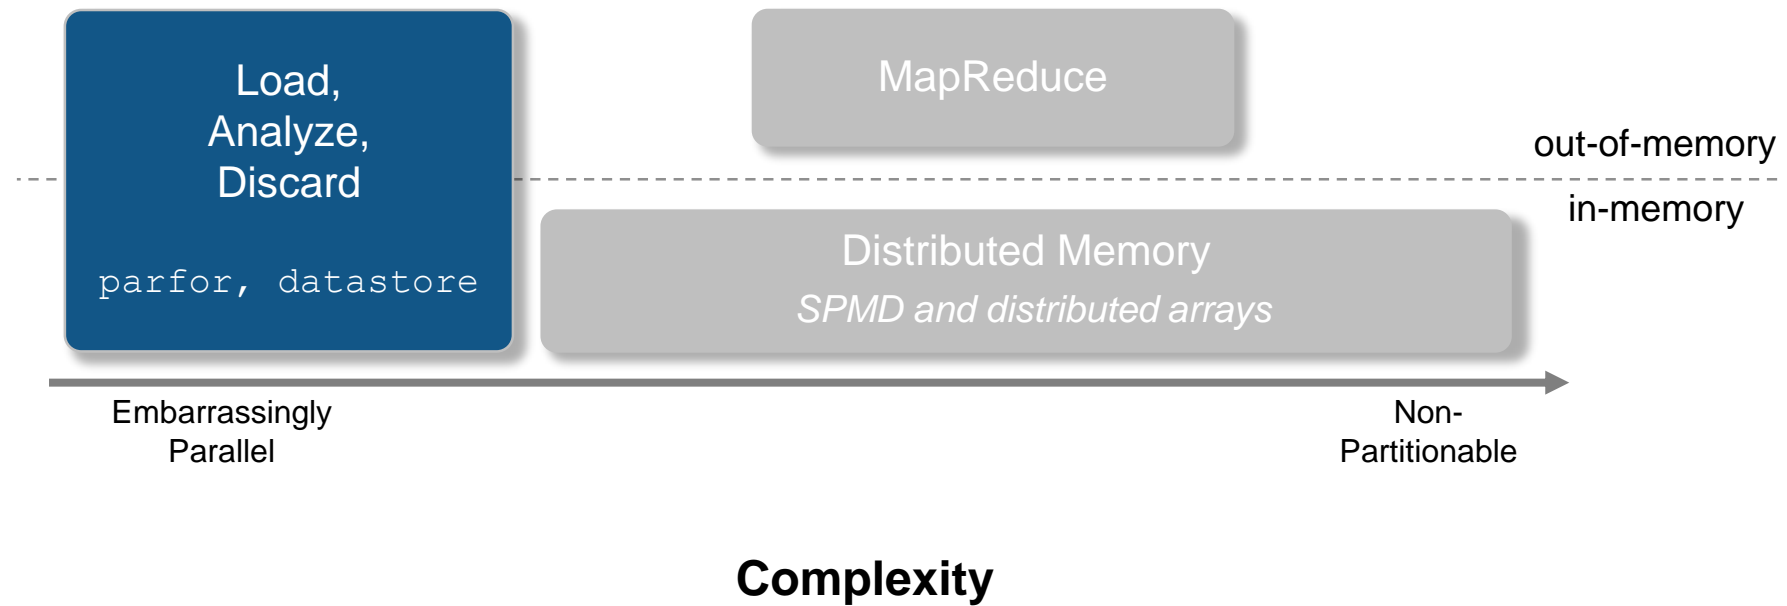 Load,
Analyze,
Discard
parfor, datastore
MapReduce
out-of-memory
in-memory
Distributed Memory
SPMD and distributed arrays
Embarrassingly
Parallel
Non-
Partitionable
Complexity